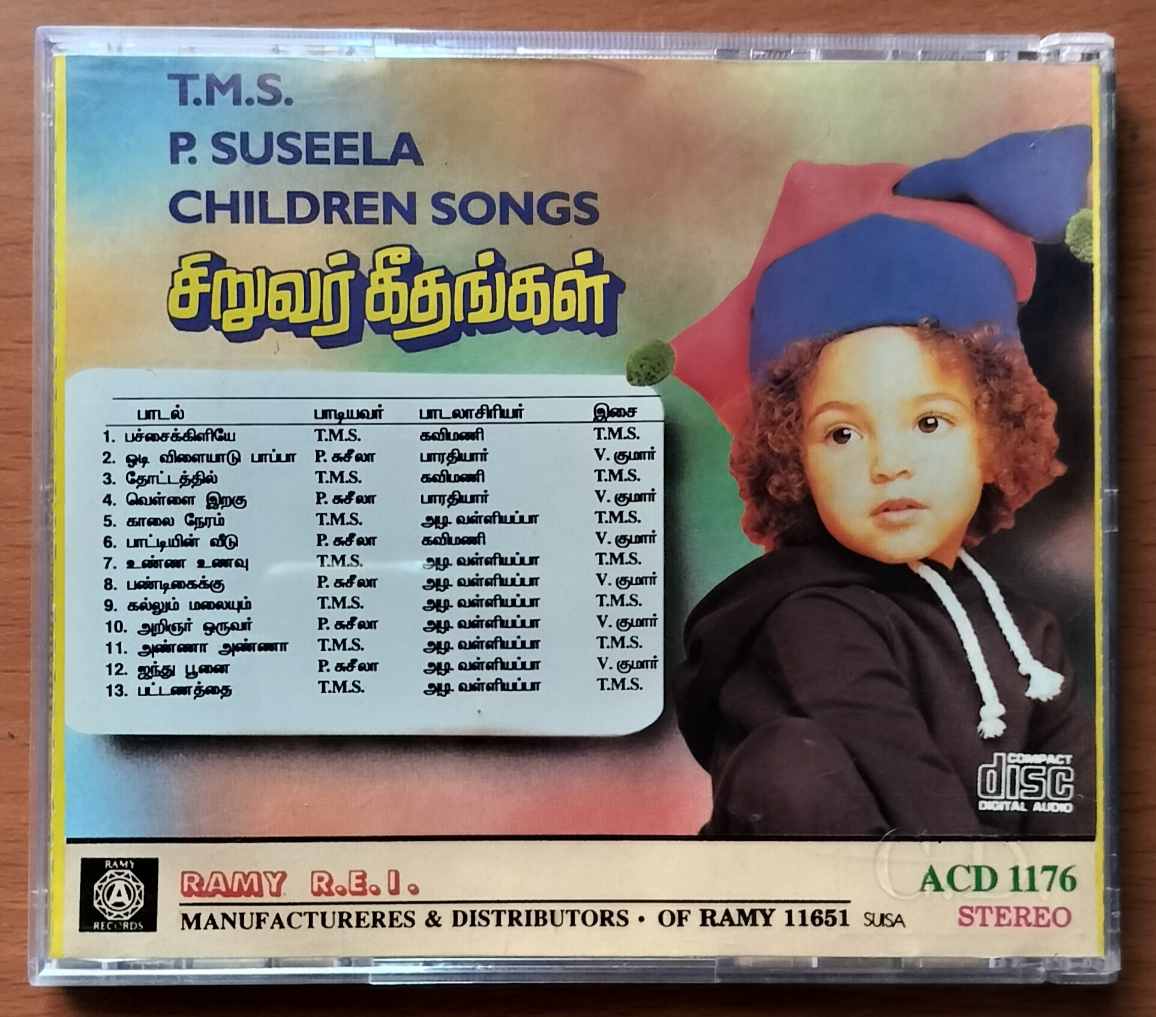 T.M.S.
P. SUSEELA
CHILDREN SONGS
சிறுவர் கீதங்கள்
பாடல் பாடியவர் பாடலாசிரியர் இசை
1. பச்சைக்கிளியே T.M.S. கவிமணி T.M.S.
2. ஓடி விளையாடு பாப்பா P. சுசீலா பாரதியார் V. குமார்
3. தோட்டத்தில் T.M.S. கவிமணி T.M.S.
4. வெள்ளை இறகு P. சுசீலா பாரதியார் V. குமார்
5. காலை நேரம் T.M.S. அழ. வள்ளியப்பா T.M.S.
6. பாட்டியின் வீடு P. சுசீலா கவிமணி V. குமார்
7. உண்ண உணவு T.M.S. அழ. வள்ளியப்பா T.M.S.
8. பண்டிகைக்கு P. சுசீலா அழ. வள்ளியப்பா V. குமார்
9. கல்லும் மலையும் T.M.S. அழ. வள்ளியப்பா T.M.S.
10. அறிஞர் ஒருவர் P. சுசீலா அழ. வள்ளியப்பா V. குமார்
11. அண்ணா அண்ணா T.M.S. அழ. வள்ளியப்பா T.M.S.
12. ஐந்து பூனை P. சுசீலா அழ. வள்ளியப்பா V. குமார்
13. பட்டணத்தை T.M.S. அழ. வள்ளியப்பா T.M.S.
COMPACT
disc
DIGITAL AUDIO
RAMY
A
RECORDS
RAMY R.E.I.
MANUFACTURERES & DISTRIBUTORS • OF RAMY 11651 SUISA
ACD 1176
STEREO